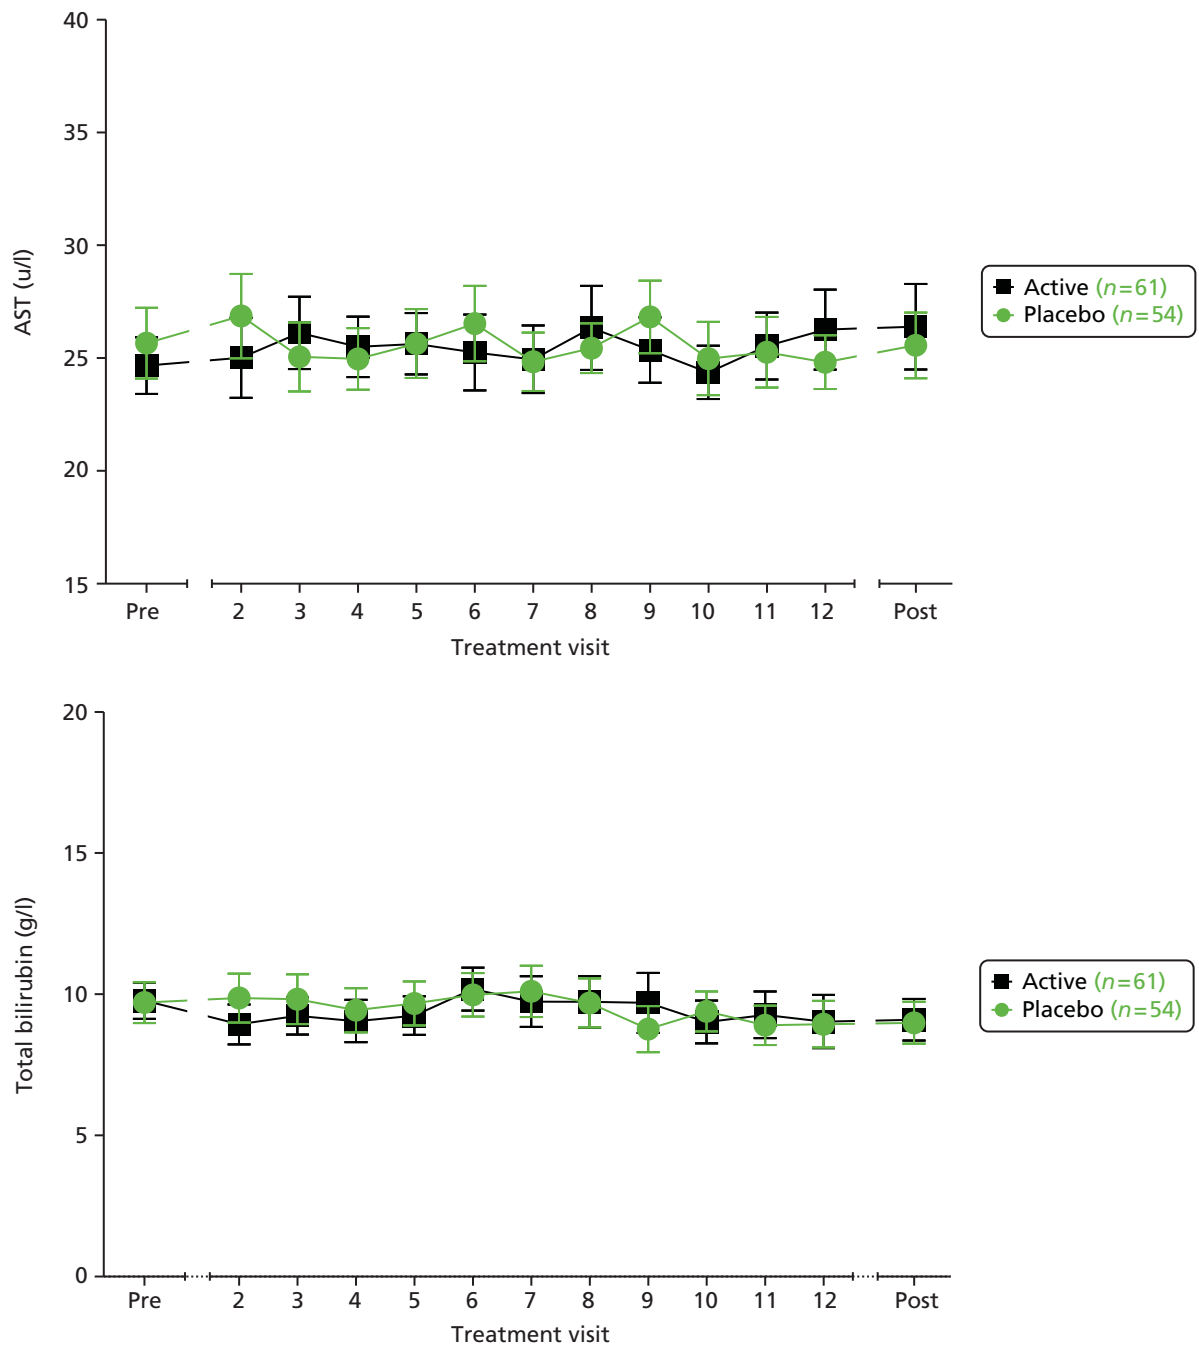 40
35
30
25
20
15
AST (u/l)
Pre 2 3 4 5 6 7 8 9 10 11 12 Post
Treatment visit
Active (n=61)
Placebo (n=54)
20
15
10
5
0
Total bilirubin (g/l)
Pre 2 3 4 5 6 7 8 9 10 11 12 Post
Treatment visit
Active (n=61)
Placebo (n=54)